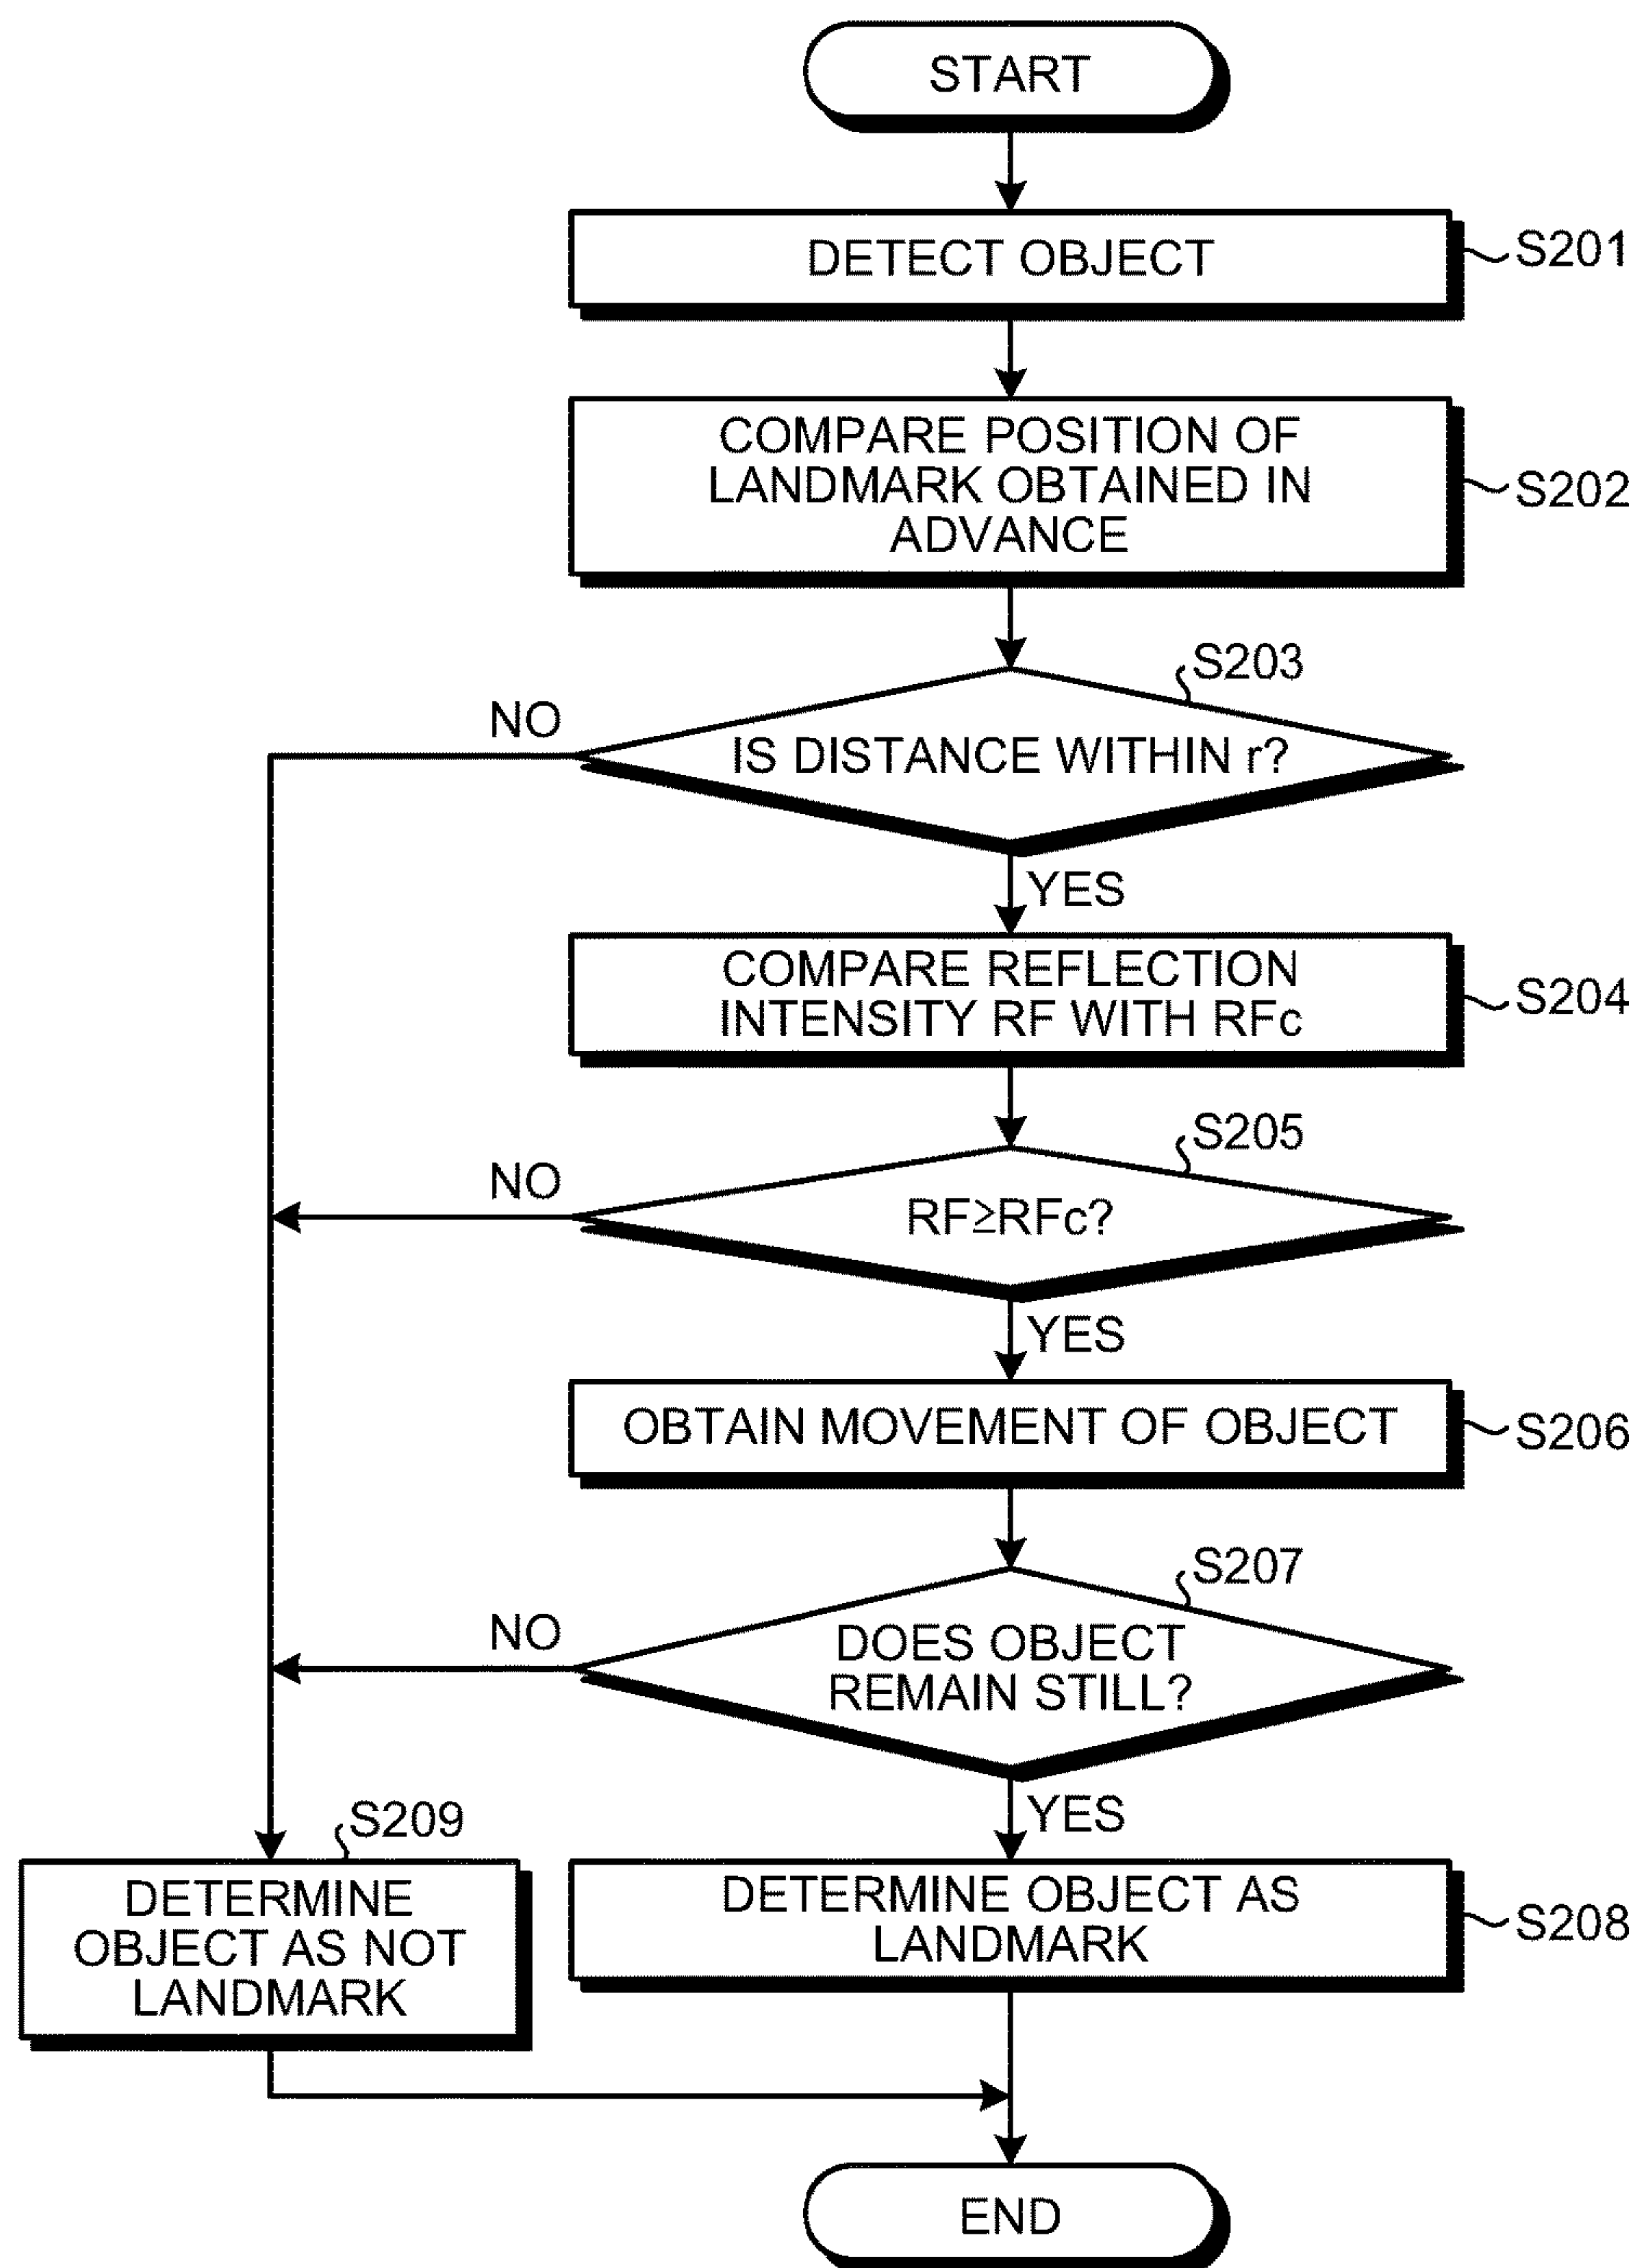 START
DETECT OBJECT
S201
COMPARE POSITION OF
LANDMARK OBTAINED IN
ADVANCE
S202
S203
NO
IS DISTANCE WITHIN r?
YES
COMPARE REFLECTION
INTENSITY RF WITH RFc
S204
S205
NO
RF≥RFc?
YES
OBTAIN MOVEMENT OF OBJECT
S206
S207
NO
DOES OBJECT
REMAIN STILL?
YES
S209
DETERMINE
OBJECT AS NOT
LANDMARK
DETERMINE OBJECT AS
LANDMARK
S208
END